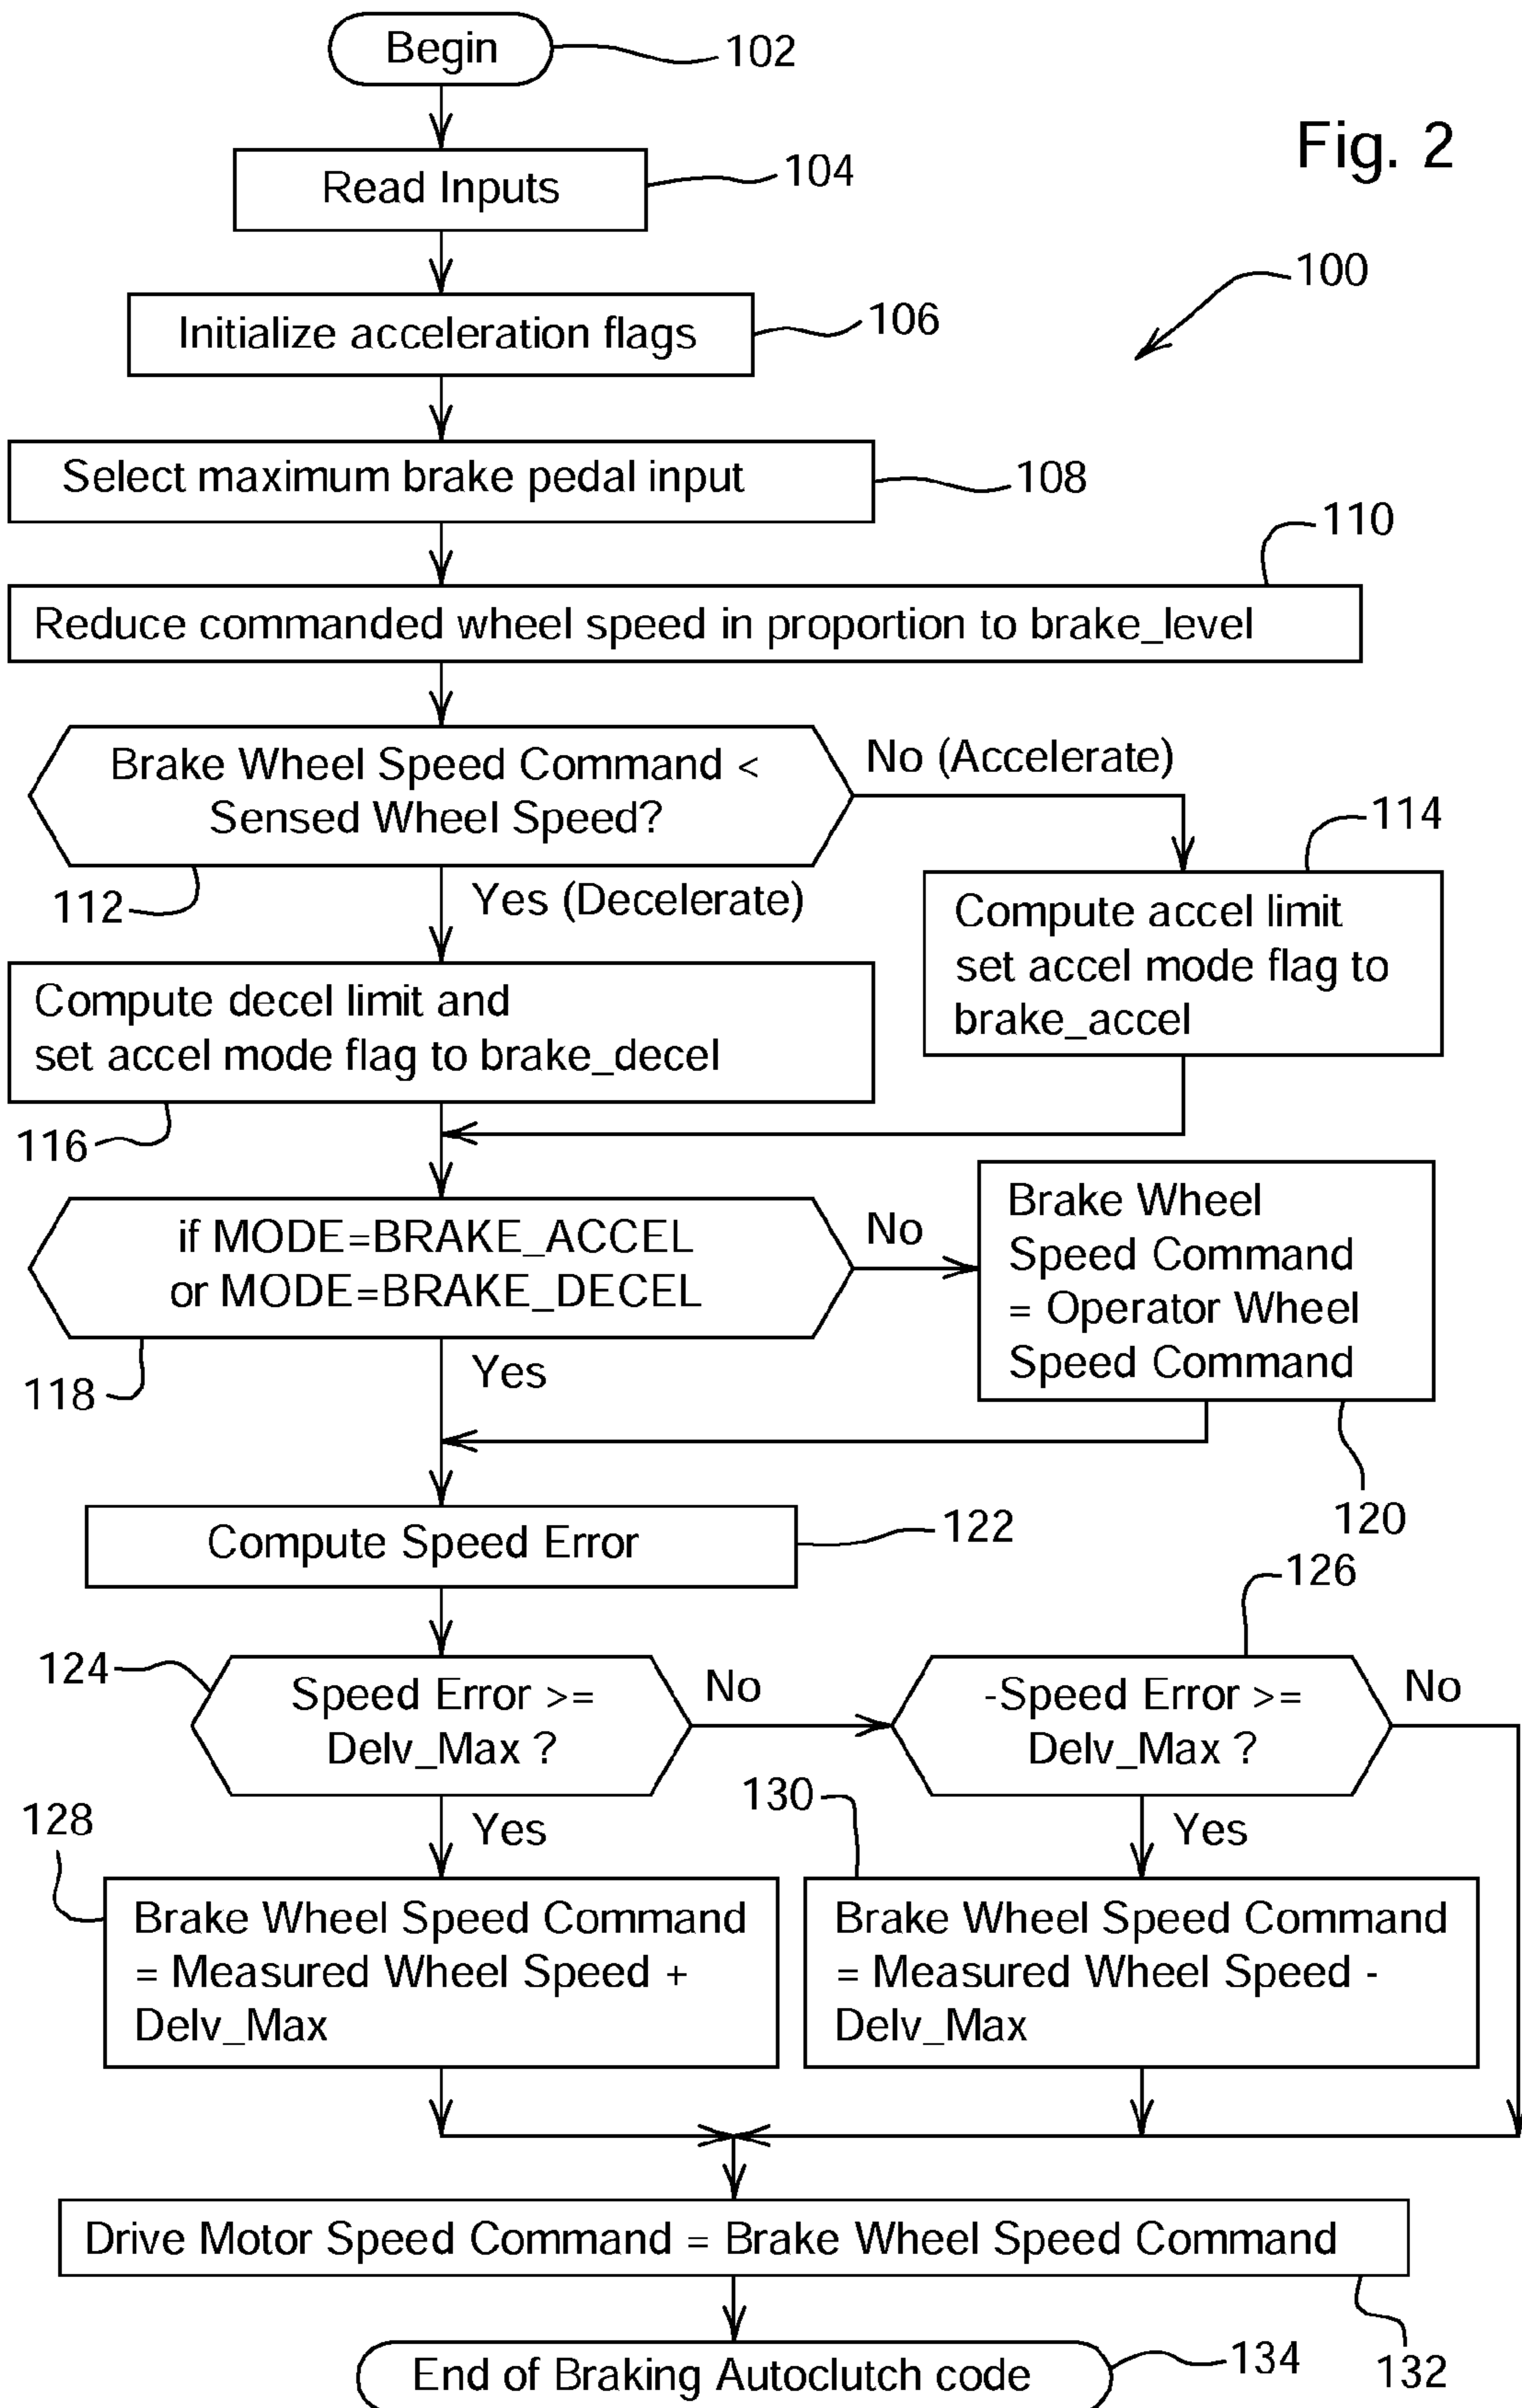 Begin
102
Fig. 2
Read Inputs
104
100
Initialize acceleration flags
106
Select maximum brake pedal input
108
110
Reduce commanded wheel speed in proportion to brake_level
Brake Wheel Speed Command <
Sensed Wheel Speed?
No (Accelerate)
114
112
Yes (Decelerate)
Compute accel limit
set accel mode flag to
brake_accel
Compute decel limit and
set accel mode flag to brake_decel
116
if MODE=BRAKE_ACCEL
or MODE=BRAKE_DECEL
No
Brake Wheel
Speed Command
= Operator Wheel
Speed Command
118
Yes
120
Compute Speed Error
122
126
124
Speed Error >=
Delv_Max ?
No
-Speed Error >=
Delv_Max ?
No
128
Yes
130
Yes
Brake Wheel Speed Command
= Measured Wheel Speed +
Delv_Max
Brake Wheel Speed Command
= Measured Wheel Speed -
Delv_Max
Drive Motor Speed Command = Brake Wheel Speed Command
132
End of Braking Autoclutch code
134